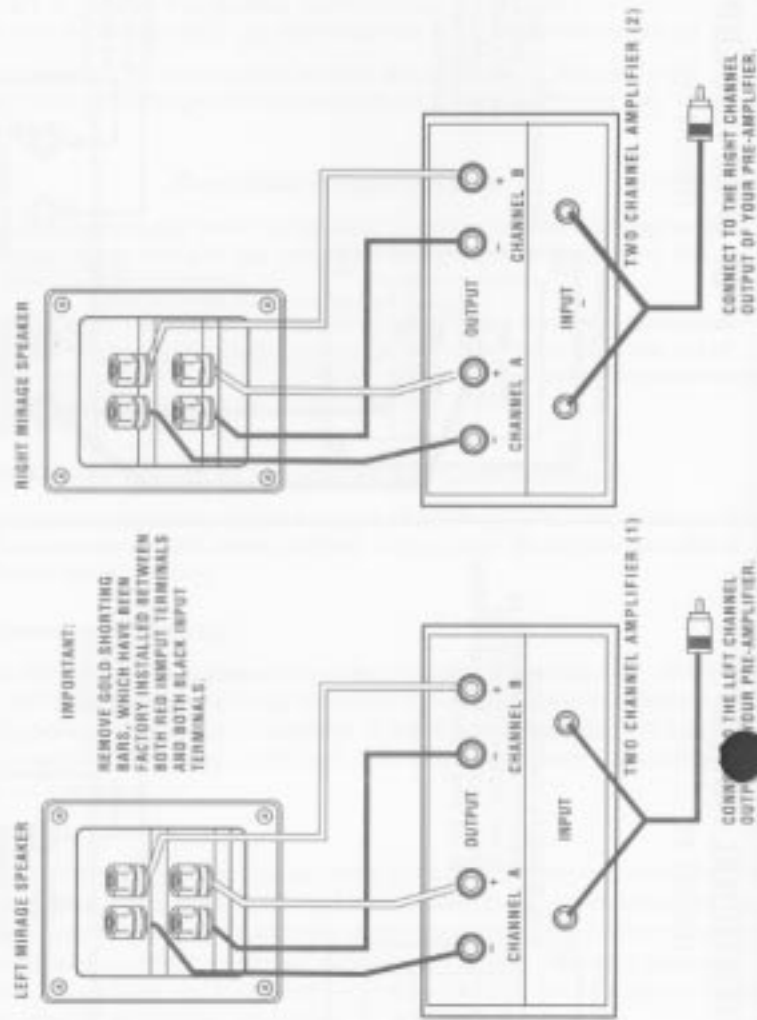 LEFT MIRAGE SPEAKER
IMPORTANT:
REMOVE GOLD SHORTING
BARS, WHICH HAVE BEEN
FACTORY INSTALLED BETWEEN
BOTH RED INMPUT TERMINALS
AND BOTH BLACK INPUT
TERMINALS.
RIGHT MIRAGE SPEAKER
- + - +
CHANNEL A OUTPUT CHANNEL B
INPUT
TWO CHANNEL AMPLIFIER (1)
CONN THE LEFT CHANNEL
OUTP YOUR PRE-AMPLIFIER.
- + - +
CHANNEL A OUTPUT CHANNEL B
INPUT
TWO CHANNEL AMPLIFIER (2)
CONNECT TO THE RIGHT CHANNEL
OUTPUT OF YOUR PRE-AMPLIFIER.